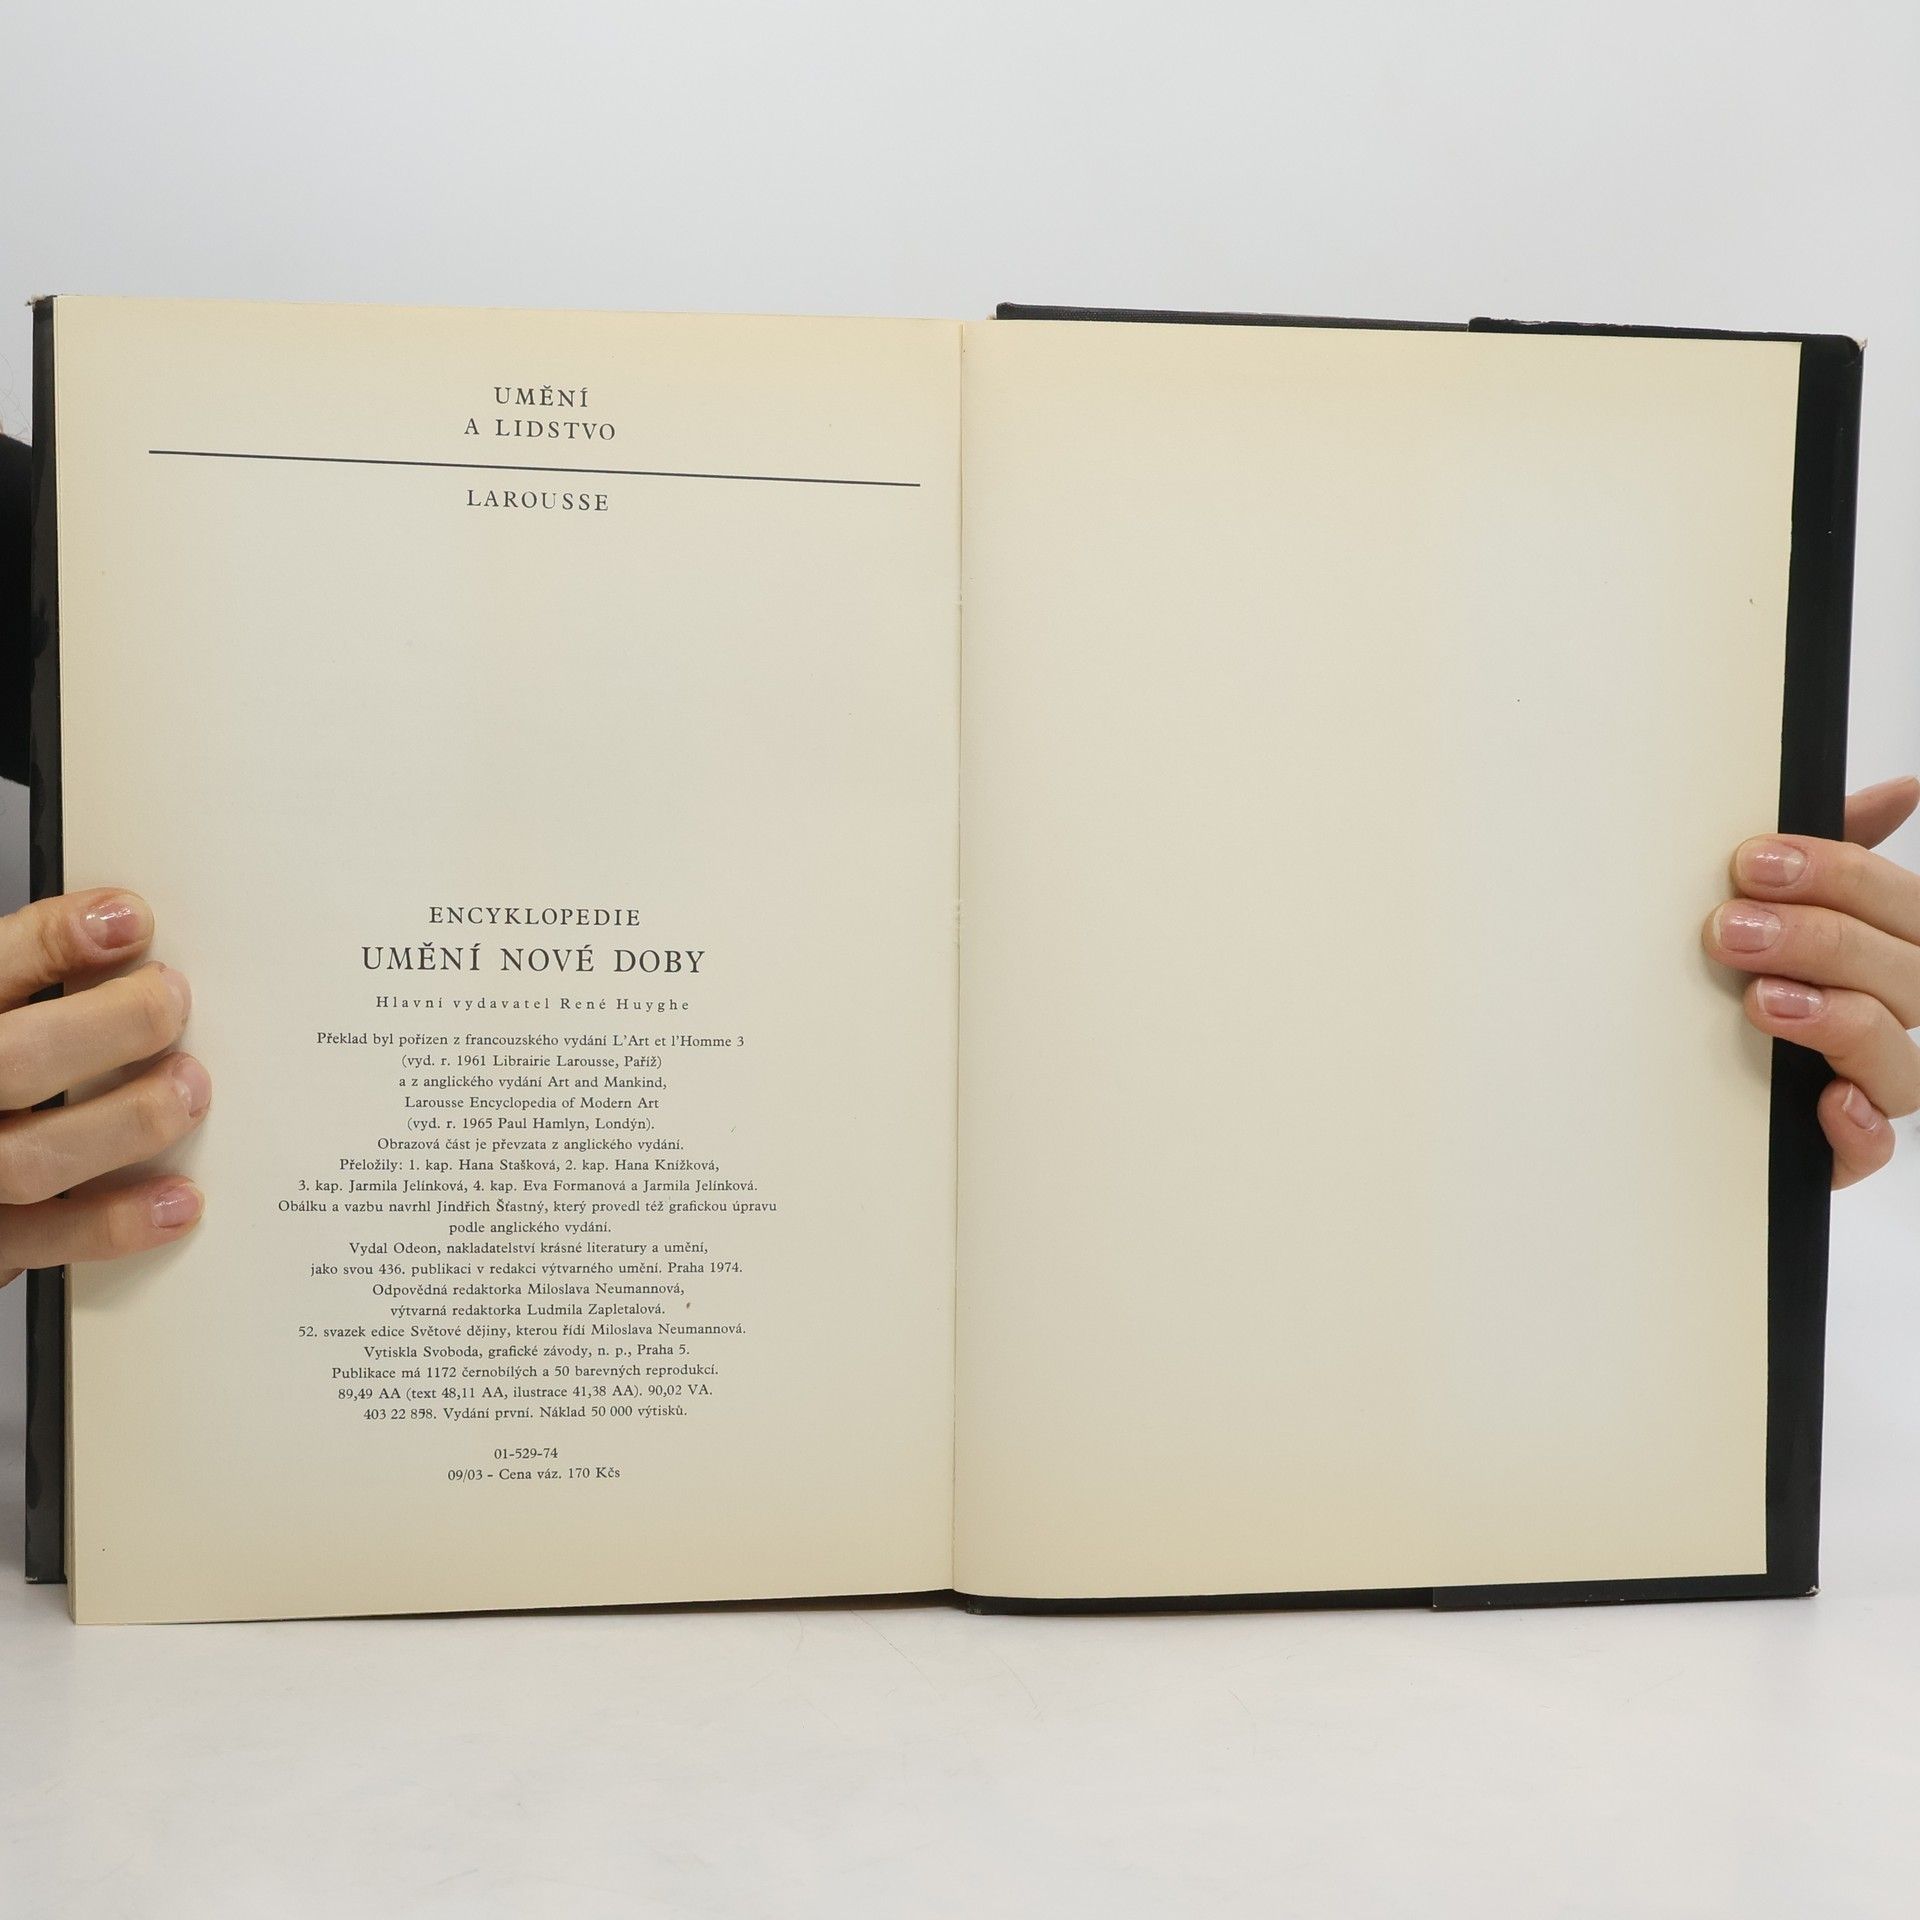 UMĚNÍ
A LIDSTVO
LAROUSSE
ENCYKLOPEDIE
UMĚNÍ NOVÉ DOBY
Hlavní vydavatel René Huyghe
Překlad byl pořízen z francouzského vydání L'Art et l'Homme 3
(vyd. r. 1961 Librairie Larousse, Paříž)
a z anglického vydání Art and Mankind,
Larousse Encyclopedia of Modern Art
(vyd. r. 1965 Paul Hamlyn, Londýn).
Obrazová část je převzata z anglického vydání.
Přeložily: 1. kap. Hana Stašková, 2. kap. Hana Knížková,
3. kap. Jarmila Jelínková, 4. kap. Eva Formanová a Jarmila Jelínková.
Obálku a vazbu navrhl Jindřich Šťastný, který provedl též grafickou úpravu
podle anglického vydání.
Vydal Odeon, nakladatelství krásné literatury a umění,
jako svou 436. publikaci v redakci výtvarného umění. Praha 1974.
Odpovědná redaktorka Miloslava Neumannová,
výtvarná redaktorka Ludmila Zapletalová.
52. svazek edice Světové dějiny, kterou řídí Miloslava Neumannová.
Vytiskla Svoboda, grafické závody, n. p., Praha 5.
Publikace má 1172 černobílých a 50 barevných reprodukcí.
89,49 AA (text 48,11 AA, ilustrace 41,38 AA). 90,02 VA.
403 22 858. Vydání první. Náklad 50 000 výtisků.
01-529-74
09/03 - Cena váz. 170 Kčs